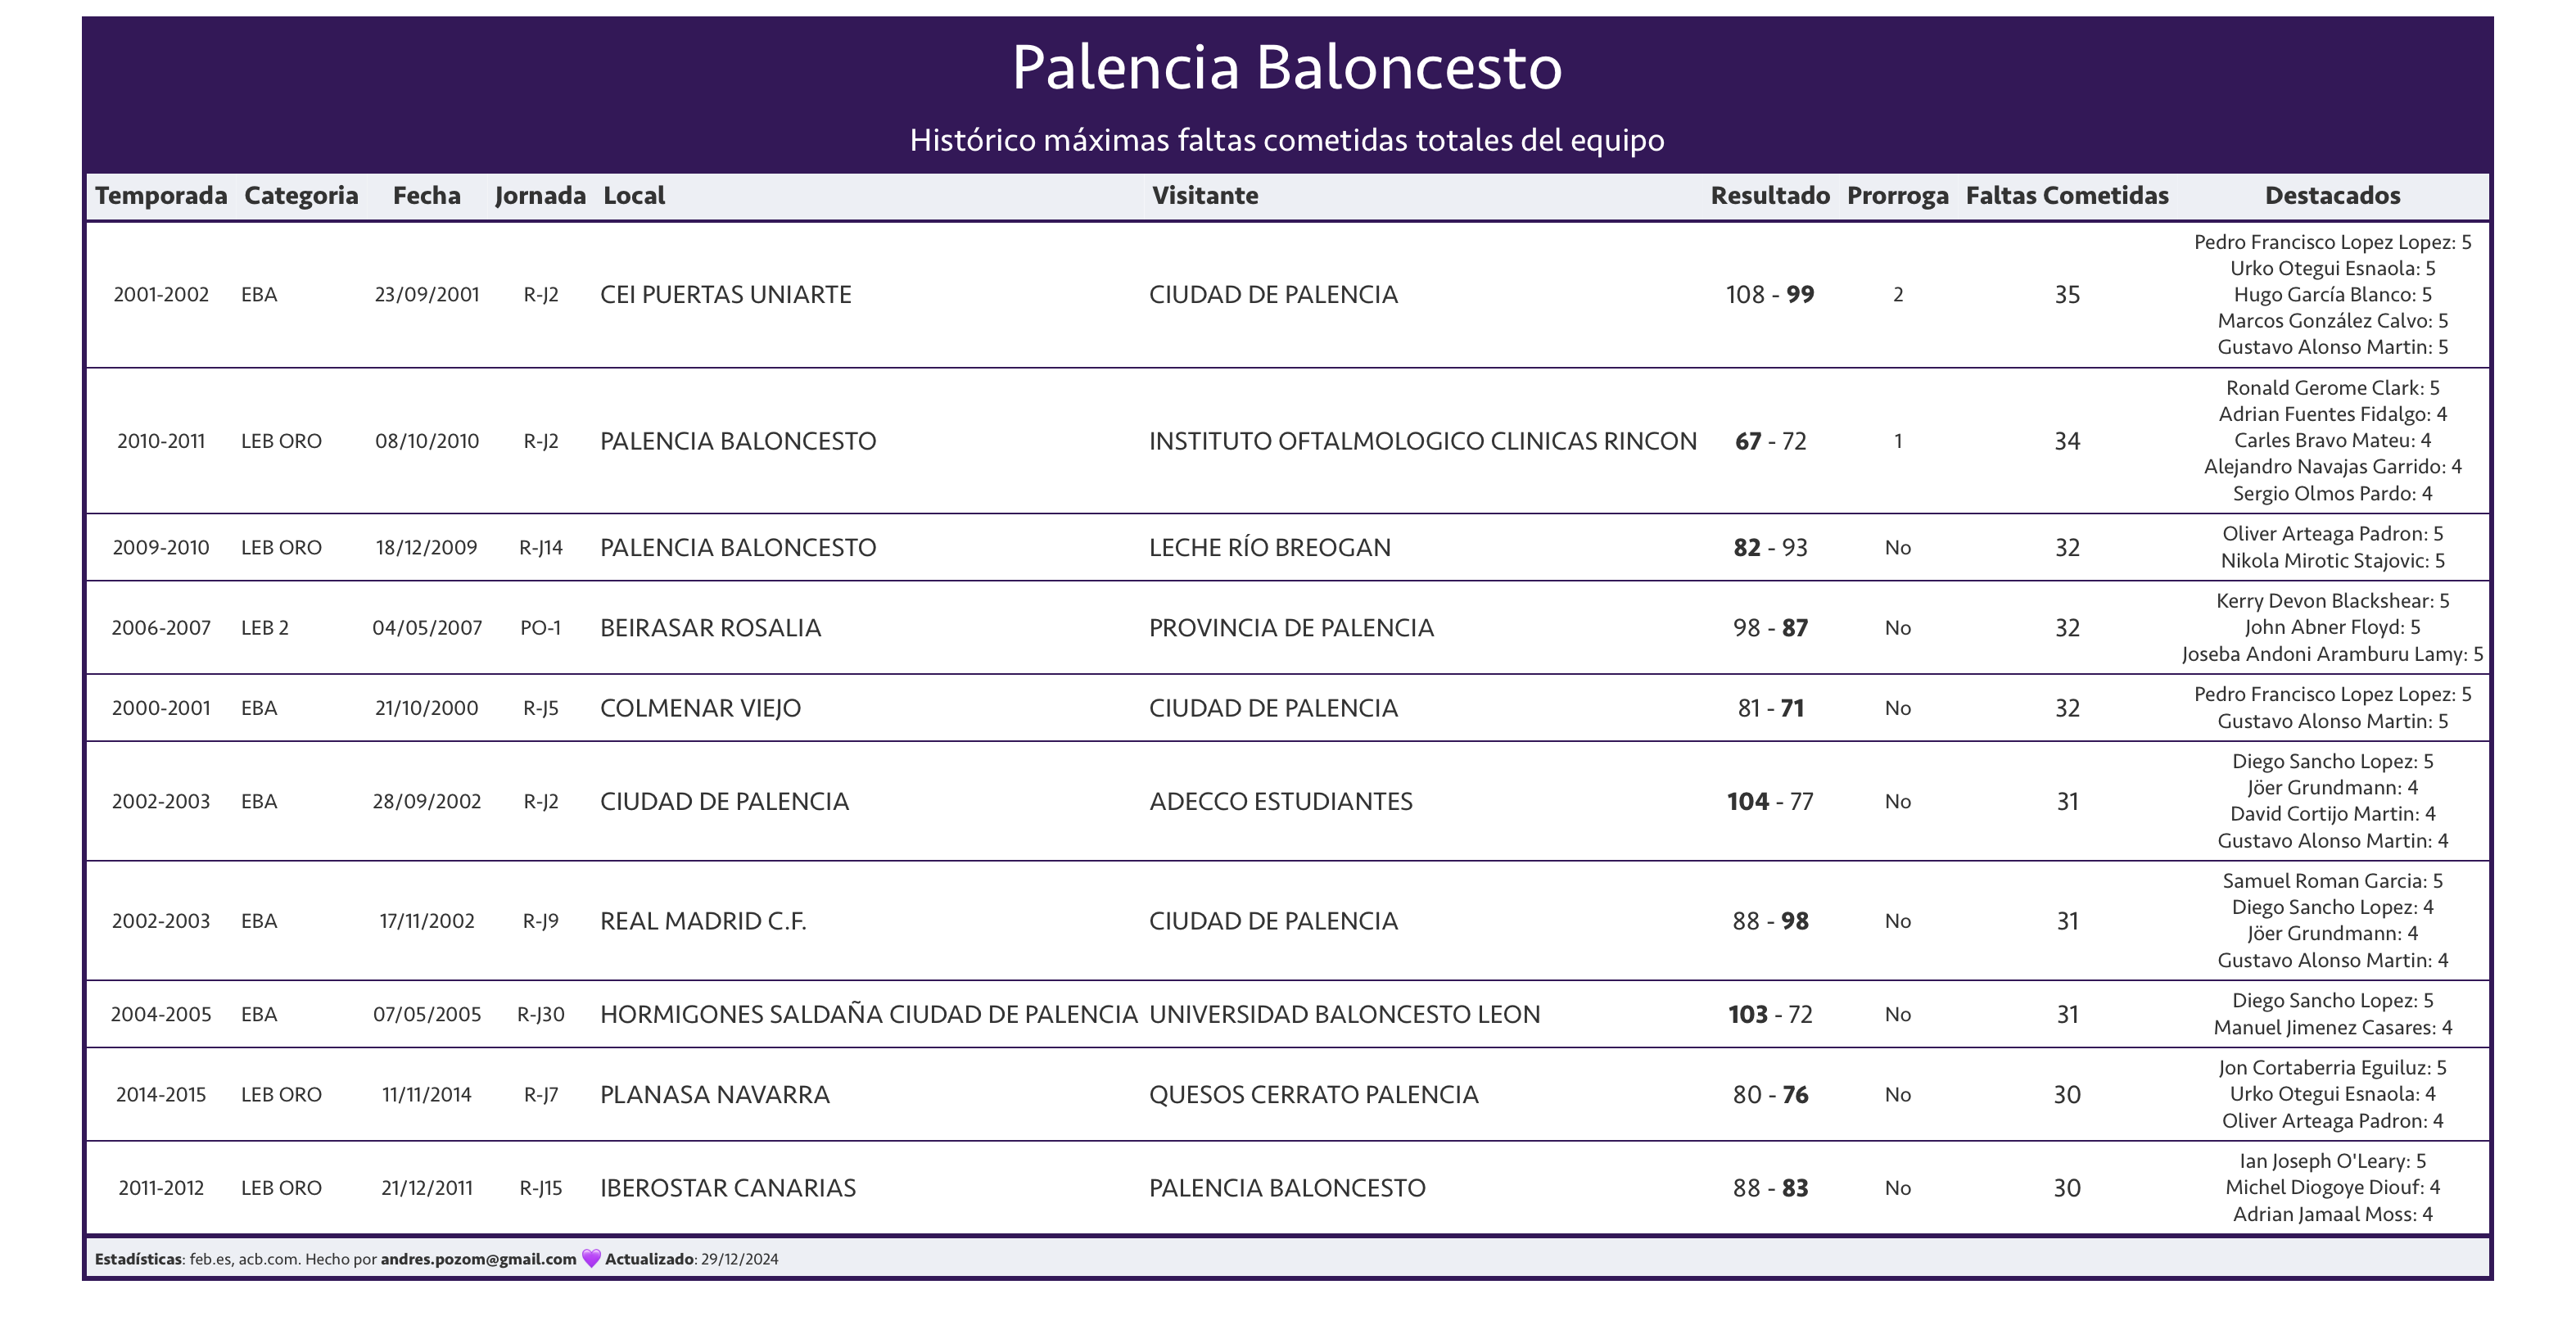 Palencia Baloncesto
Histórico máximas faltas cometidas totales del equipo
Temporada Categoria Fecha Jornada Local Visitante Resultado Prorroga Faltas Cometidas Destacados
2001-2002 EBA 23/09/2001 R-J2 CEI PUERTAS UNIARTE CIUDAD DE PALENCIA 108 - 99 2 35
Pedro Francisco Lopez Lopez: 5
Urko Otegui Esnaola: 5
Hugo García Blanco: 5
Marcos González Calvo: 5
Gustavo Alonso Martin: 5
2010-2011 LEB ORO 08/10/2010 R-J2 PALENCIA BALONCESTO INSTITUTO OFTALMOLOGICO CLINICAS RINCON 67 - 72 1 34
Ronald Gerome Clark: 5
Adrian Fuentes Fidalgo: 4
Carles Bravo Mateu: 4
Alejandro Navajas Garrido: 4
Sergio Olmos Pardo: 4
2009-2010 LEB ORO 18/12/2009 R-J14 PALENCIA BALONCESTO LECHE RÍO BREOGAN 82 - 93 No 32
Oliver Arteaga Padron: 5
Nikola Mirotic Stajovic: 5
2006-2007 LEB 2 04/05/2007 PO-1 BEIRASAR ROSALIA PROVINCIA DE PALENCIA 98 - 87 No 32
Kerry Devon Blackshear: 5
John Abner Floyd: 5
Joseba Andoni Aramburu Lamy: 5
2000-2001 EBA 21/10/2000 R-J5 COLMENAR VIEJO CIUDAD DE PALENCIA 81 - 71 No 32
Pedro Francisco Lopez Lopez: 5
Gustavo Alonso Martin: 5
2002-2003 EBA 28/09/2002 R-J2 CIUDAD DE PALENCIA ADECCO ESTUDIANTES 104 - 77 No 31
Diego Sancho Lopez: 5
Jöer Grundmann: 4
David Cortijo Martin: 4
Gustavo Alonso Martin: 4
2002-2003 EBA 17/11/2002 R-J9 REAL MADRID C.F. CIUDAD DE PALENCIA 88 - 98 No 31
Samuel Roman Garcia: 5
Diego Sancho Lopez: 4
Jöer Grundmann: 4
Gustavo Alonso Martin: 4
2004-2005 EBA 07/05/2005 R-J30 HORMIGONES SALDAÑA CIUDAD DE PALENCIA UNIVERSIDAD BALONCESTO LEON 103 - 72 No 31
Diego Sancho Lopez: 5
Manuel Jimenez Casares: 4
2014-2015 LEB ORO 11/11/2014 R-J7 PLANASA NAVARRA QUESOS CERRATO PALENCIA 80 - 76 No 30
Jon Cortaberria Eguiluz: 5
Urko Otegui Esnaola: 4
Oliver Arteaga Padron: 4
2011-2012 LEB ORO 21/12/2011 R-J15 IBEROSTAR CANARIAS PALENCIA BALONCESTO 88 - 83 No 30
Ian Joseph O'Leary: 5
Michel Diogoye Diouf: 4
Adrian Jamaal Moss: 4
Estadísticas: feb.es, acb.com. Hecho por andres.pozom@gmail.com 💜 Actualizado: 29/12/2024